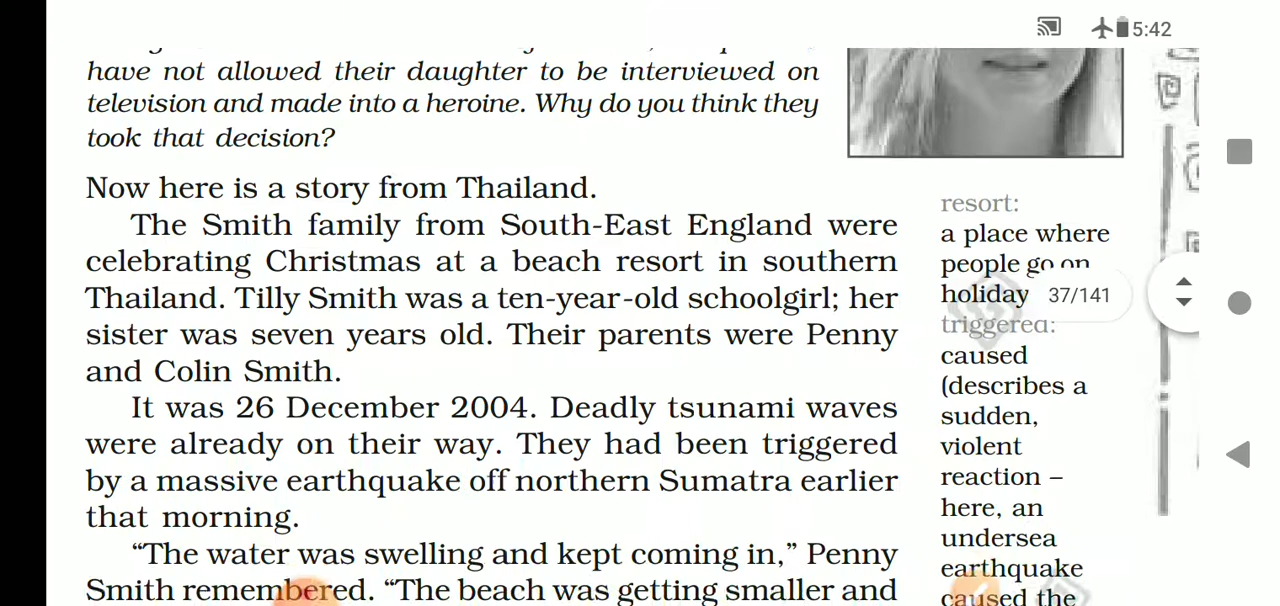 5:42
have not allowed their daughter to be interviewed on
television and made into a heroine. Why do you think they
took that decision?
Now here is a story from Thailand.
The Smith family from South-East England were
celebrating Christmas at a beach resort in southern
Thailand. Tilly Smith was a ten-year-old schoolgirl; her
sister was seven years old. Their parents were Penny
and Colin Smith.
It was 26 December 2004. Deadly tsunami waves
were already on their way. They had been triggered
by a massive earthquake off northern Sumatra earlier
that morning.
“The water was swelling and kept coming in,” Penny
Smith remembered. “The beach was getting smaller and
resort:
a place where
people go on
holiday
37/141
triggered:
caused
(describes a
sudden,
violent
reaction –
here, an
undersea
earthquake
caused the